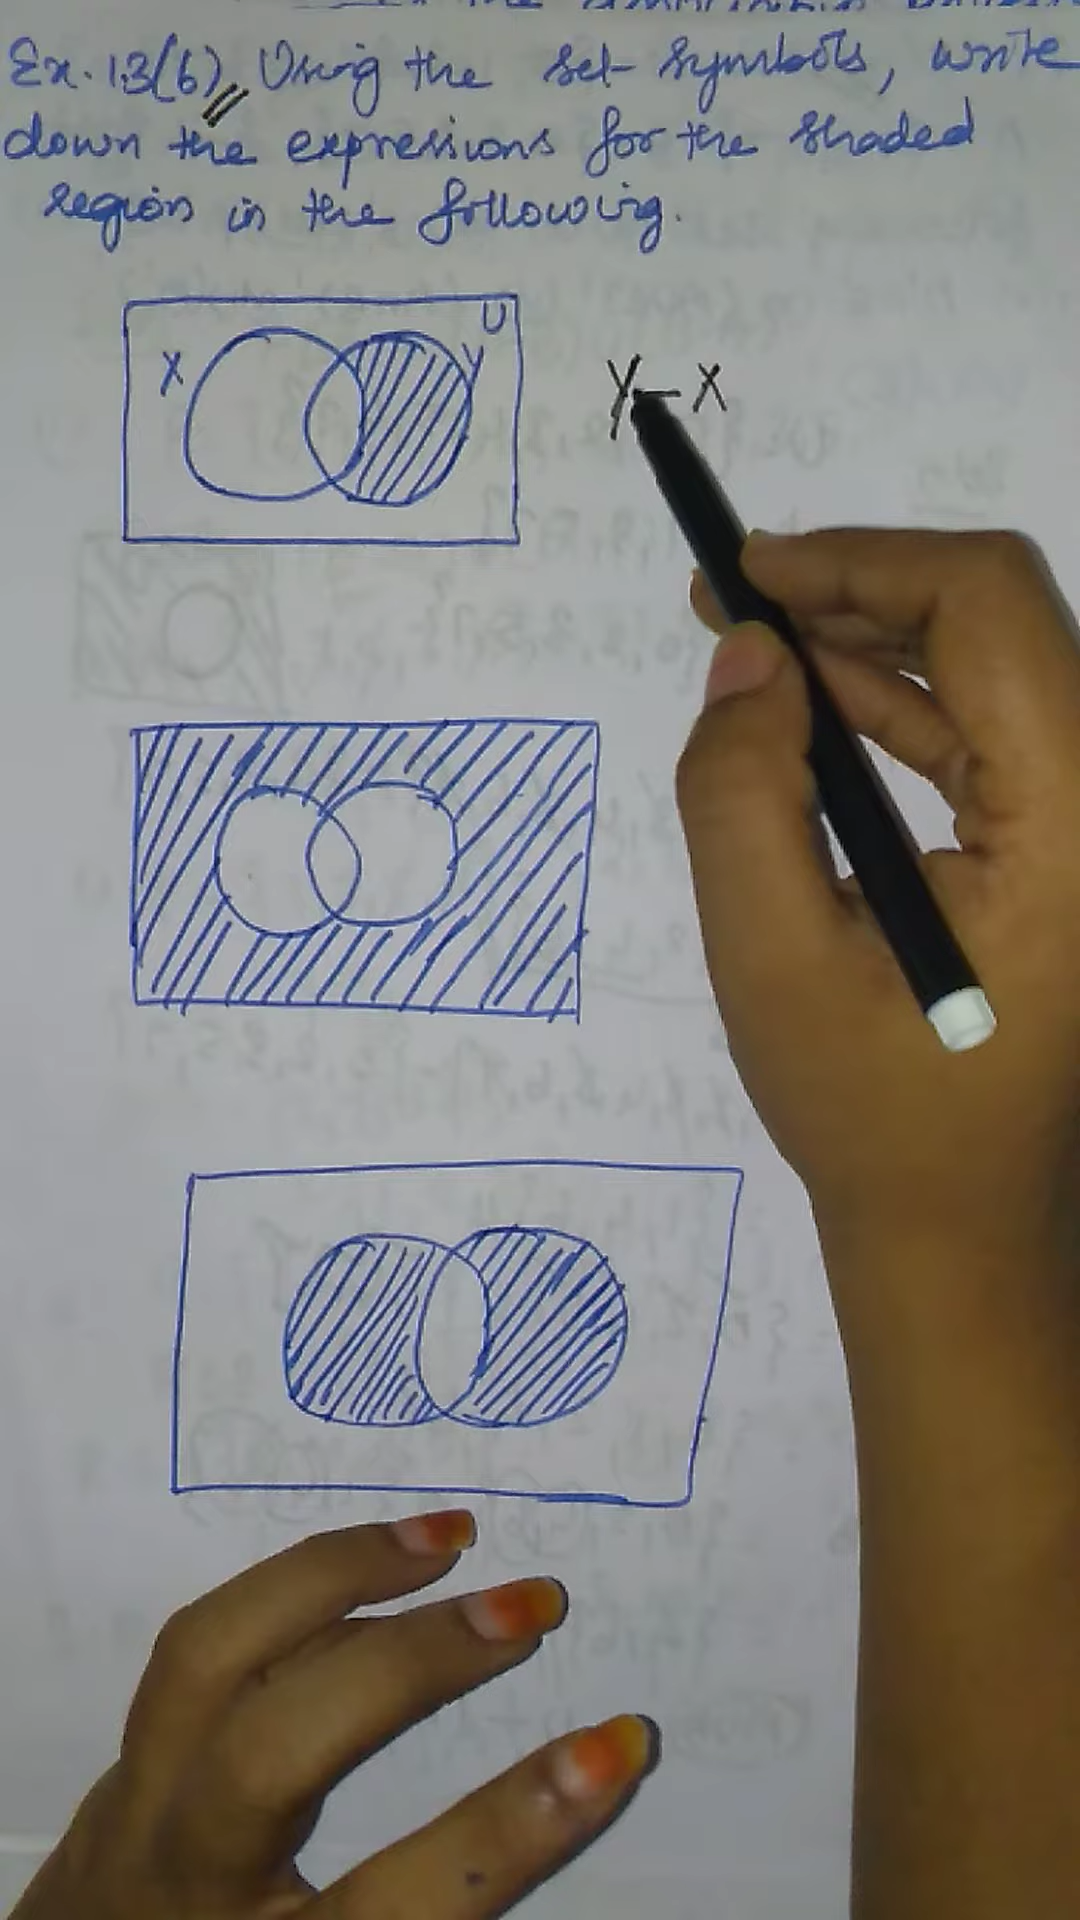 Ex. 1.3(6) Using the set symbols, write
down the expressions for the shaded
region in the following.
U
X
Y
Y - X